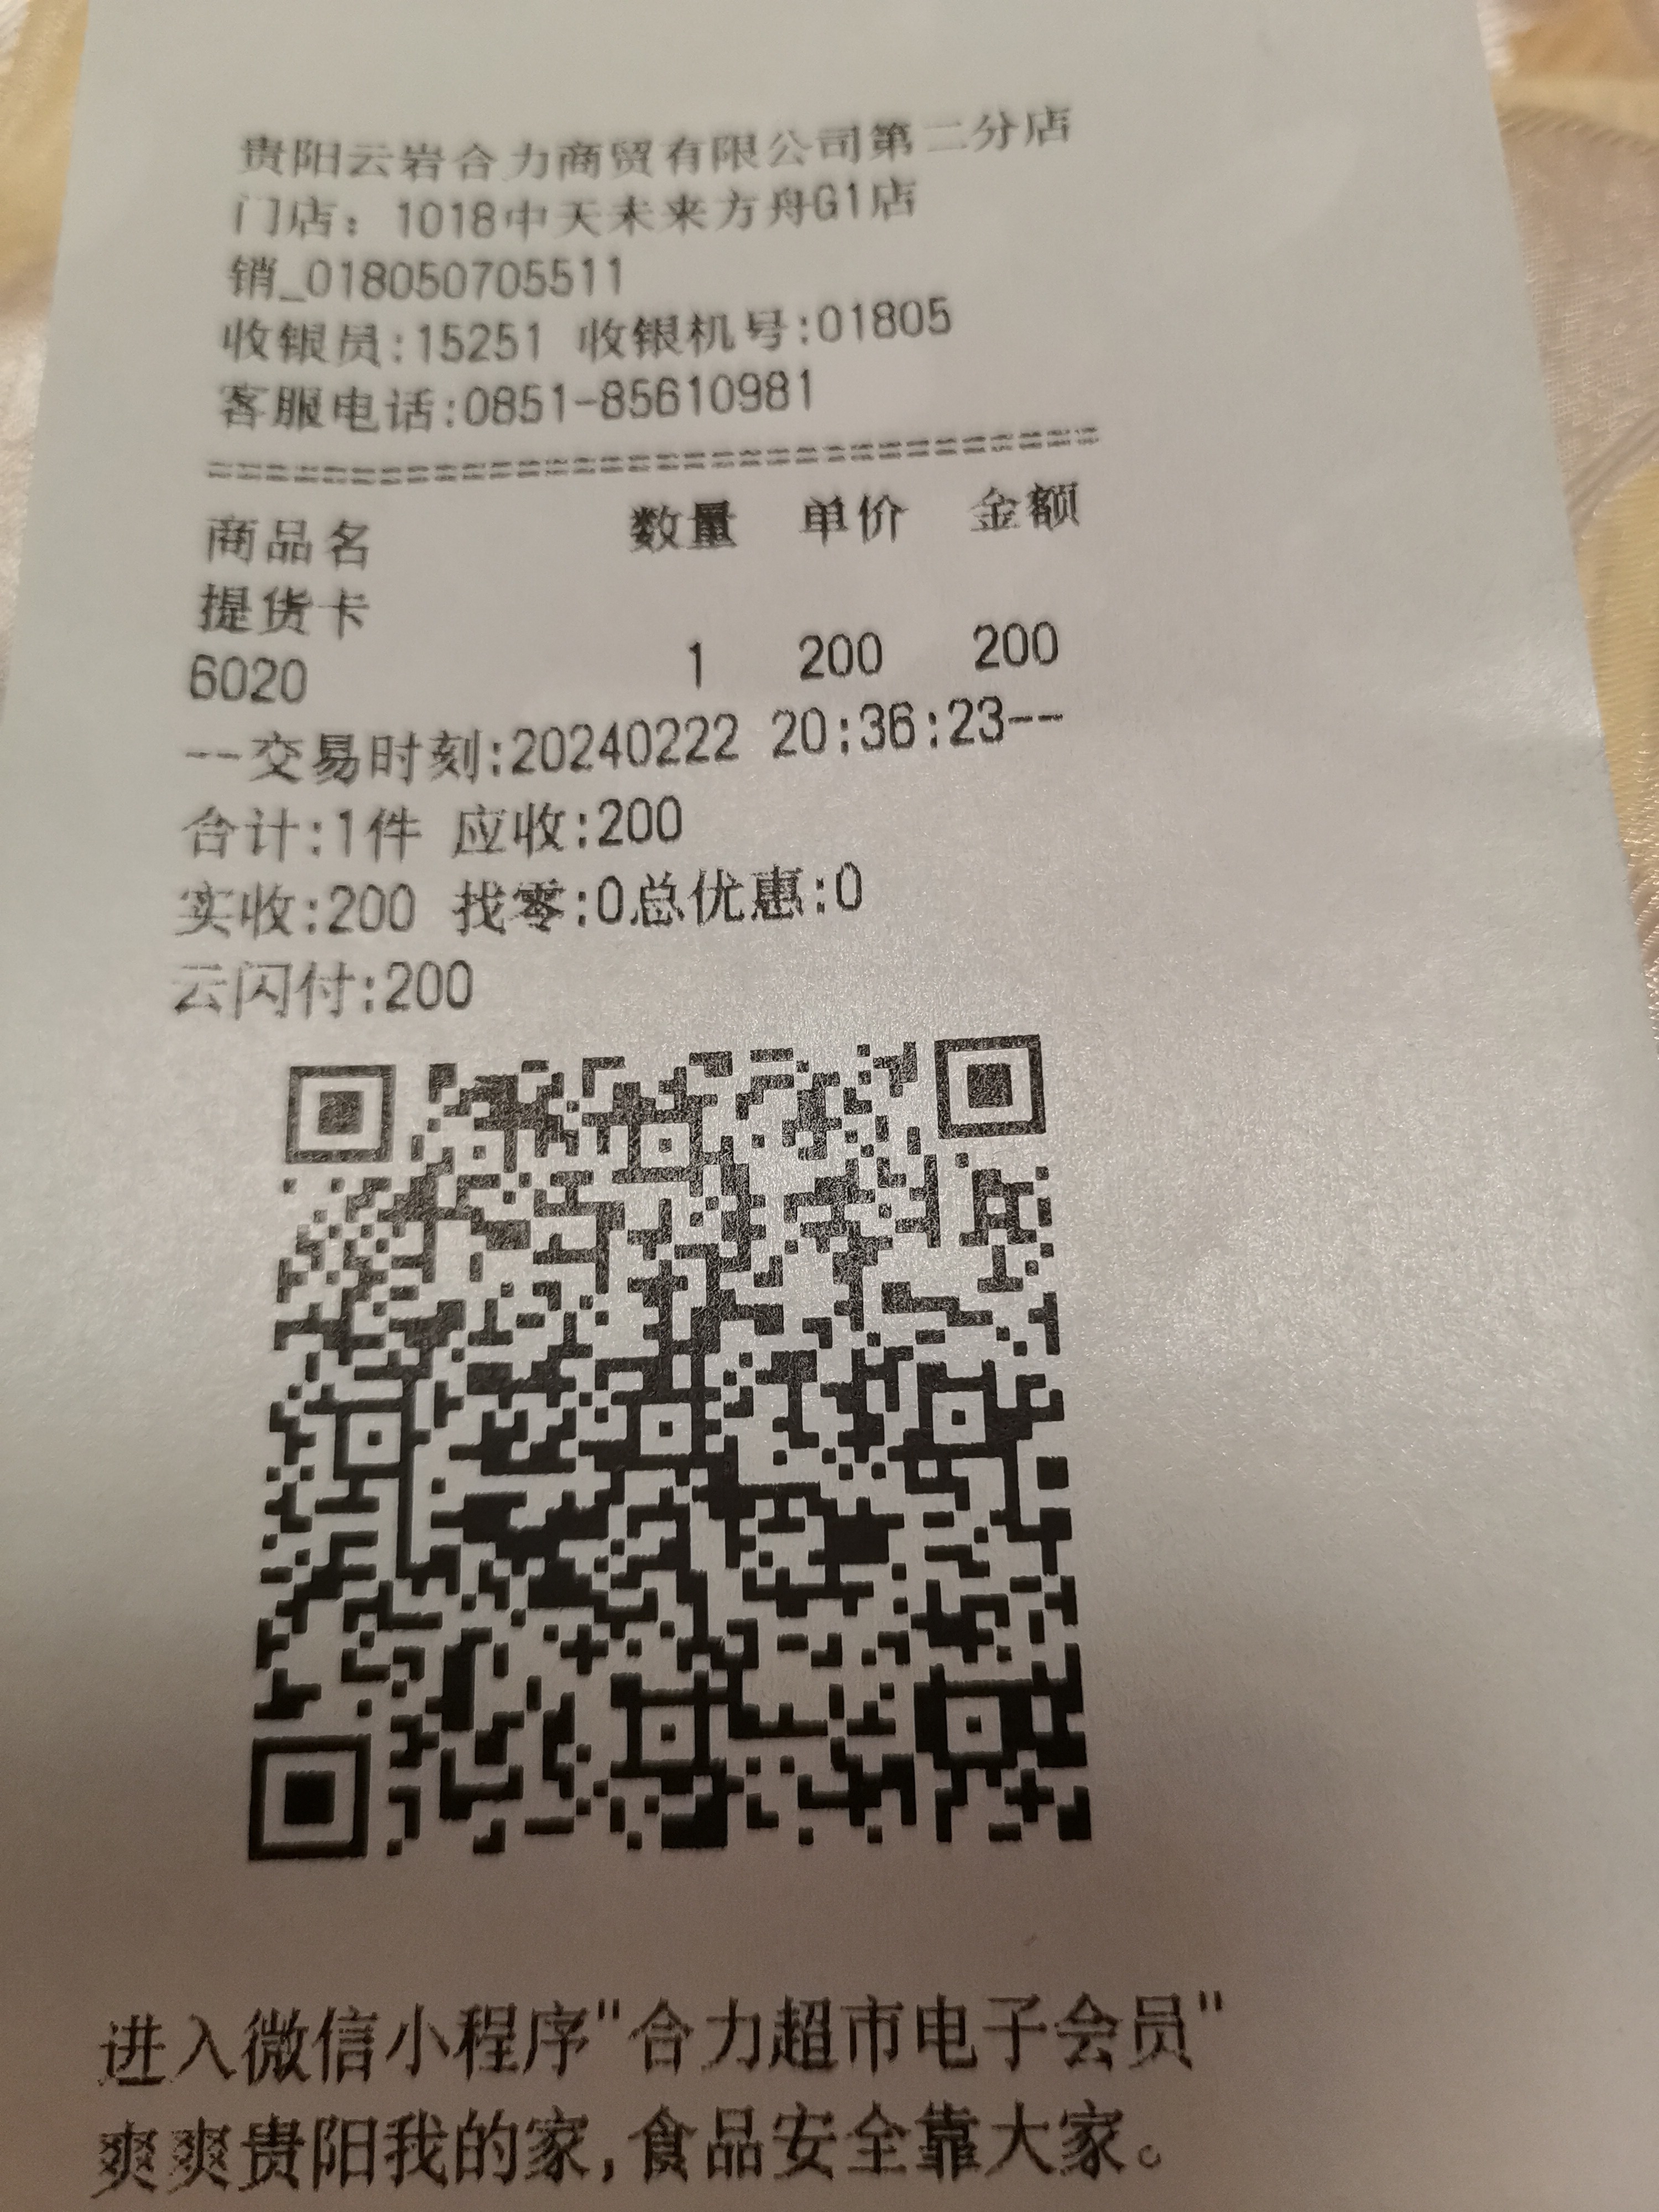 贵阳云岩合力商贸有限公司第二分店
门店：1018中天未来方舟G1店
销_018050705511
收银员:15251 收银机号:01805
客服电话:0851-85610981
================================
商品名 数量 单价 金额
提货卡
6020 1 200 200
--交易时刻:20240222 20:36:23--
合计:1件 应收:200
实收:200 找零:0总优惠:0
云闪付:200
进入微信小程序"合力超市电子会员"
爽爽贵阳我的家,食品安全靠大家。